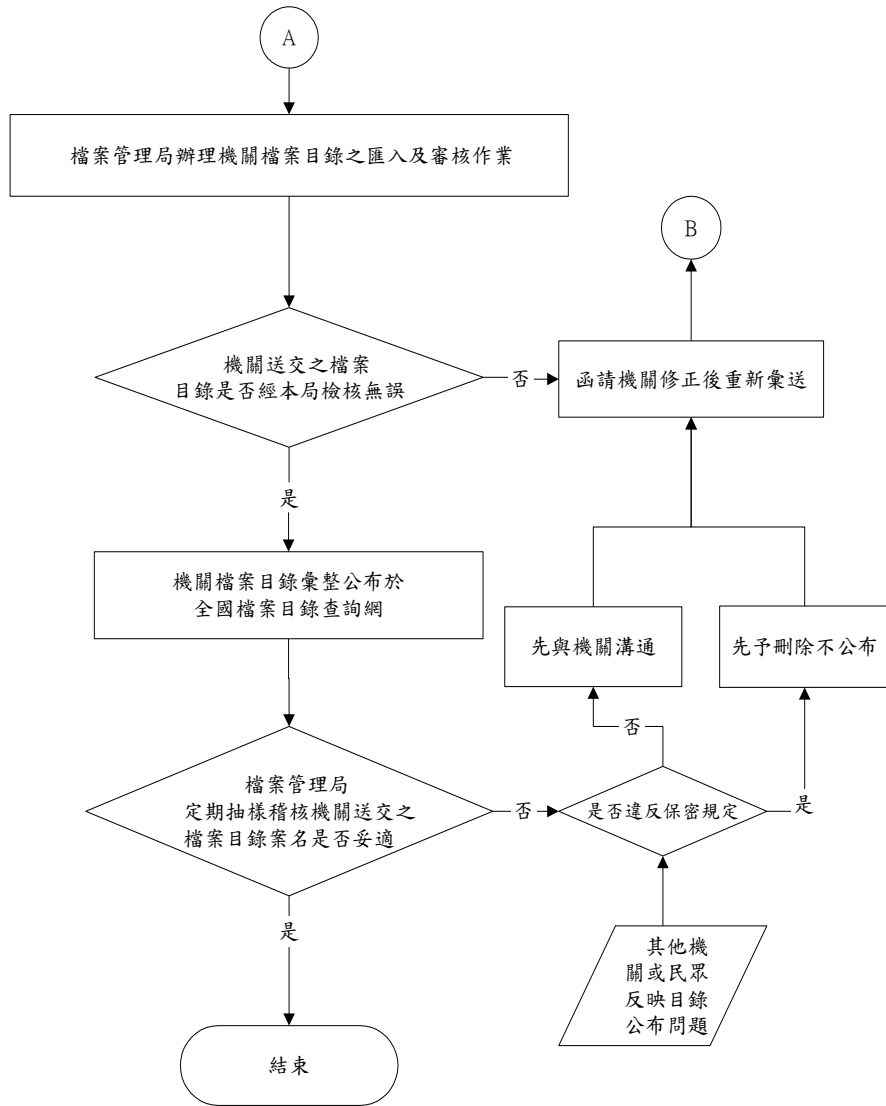 A
檔案管理局辦理機關檔案目錄之匯入及審核作業
B
機關送交之檔案
目錄是否經本局檢核無誤
否
函請機關修正後重新彙送
是
機關檔案目錄彙整公布於
全國檔案目錄查詢網
先與機關溝通
先予刪除不公布
否
檔案管理局
定期抽樣稽核機關送交之
檔案目錄案名是否妥適
否
是否違反保密規定
是
是
其他機
關或民眾
反映目錄
公布問題
結束